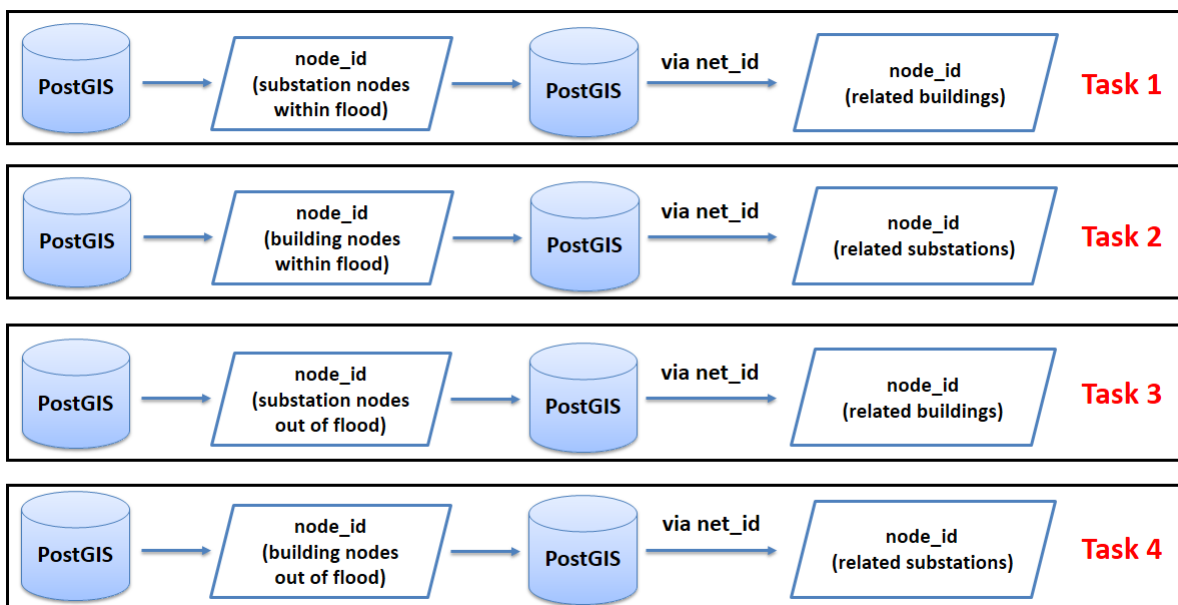 PostGIS
node_id
(substation nodes
within flood)
PostGIS
via net_id
node_id
(related buildings)
Task 1
PostGIS
node_id
(building nodes
within flood)
PostGIS
via net_id
node_id
(related substations)
Task 2
PostGIS
node_id
(substation nodes
out of flood)
PostGIS
via net_id
node_id
(related buildings)
Task 3
PostGIS
node_id
(building nodes
out of flood)
PostGIS
via net_id
node_id
(related substations)
Task 4